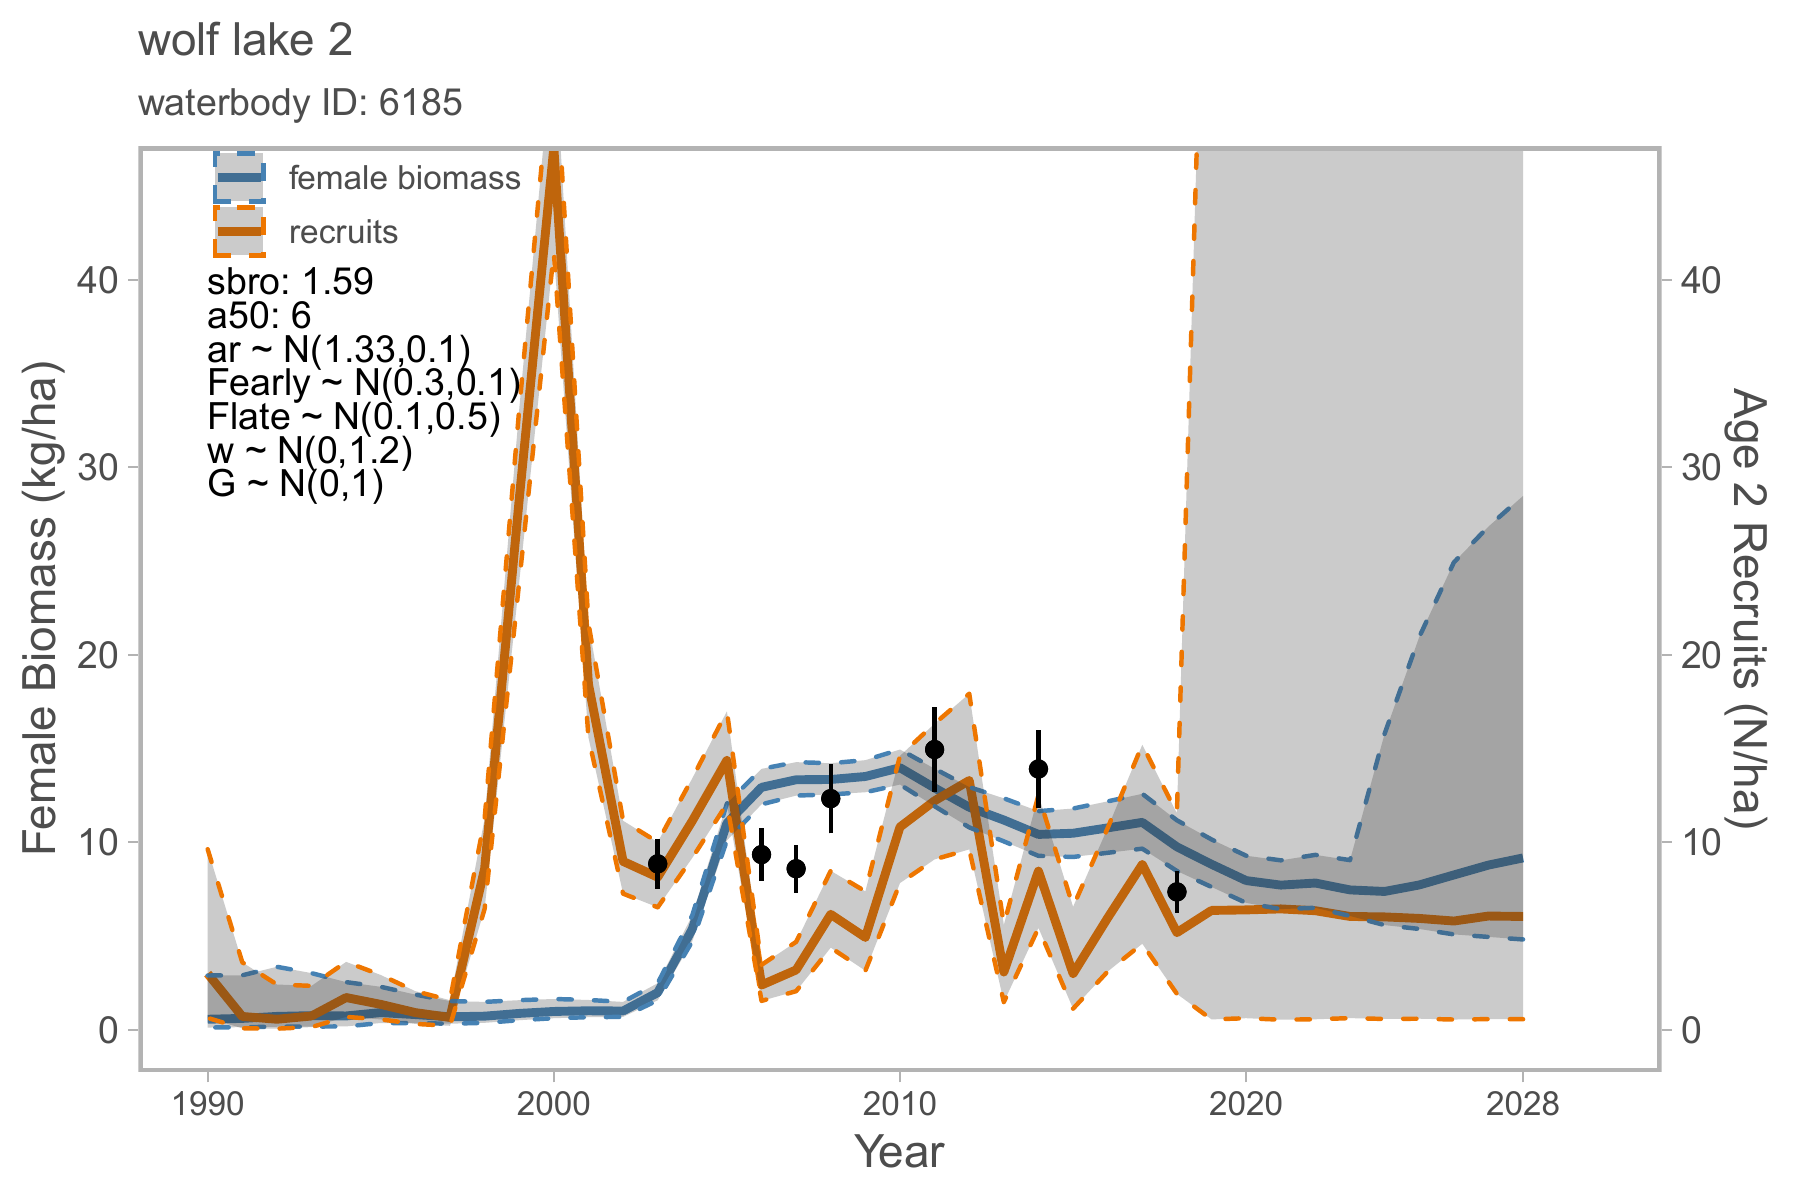 wolf lake 2
waterbody ID: 6185
female biomass
recruits
sbro: 1.59
a50: 6
ar ~ N(1.33,0.1)
Fearly ~ N(0.3,0.1)
Flate ~ N(0.1,0.5)
w ~ N(0,1.2)
G ~ N(0,1)
Female Biomass (kg/ha)
40
30
20
10
0
Age 2 Recruits (N/ha)
40
30
20
10
0
1990 2000 2010 2020 2028
Year